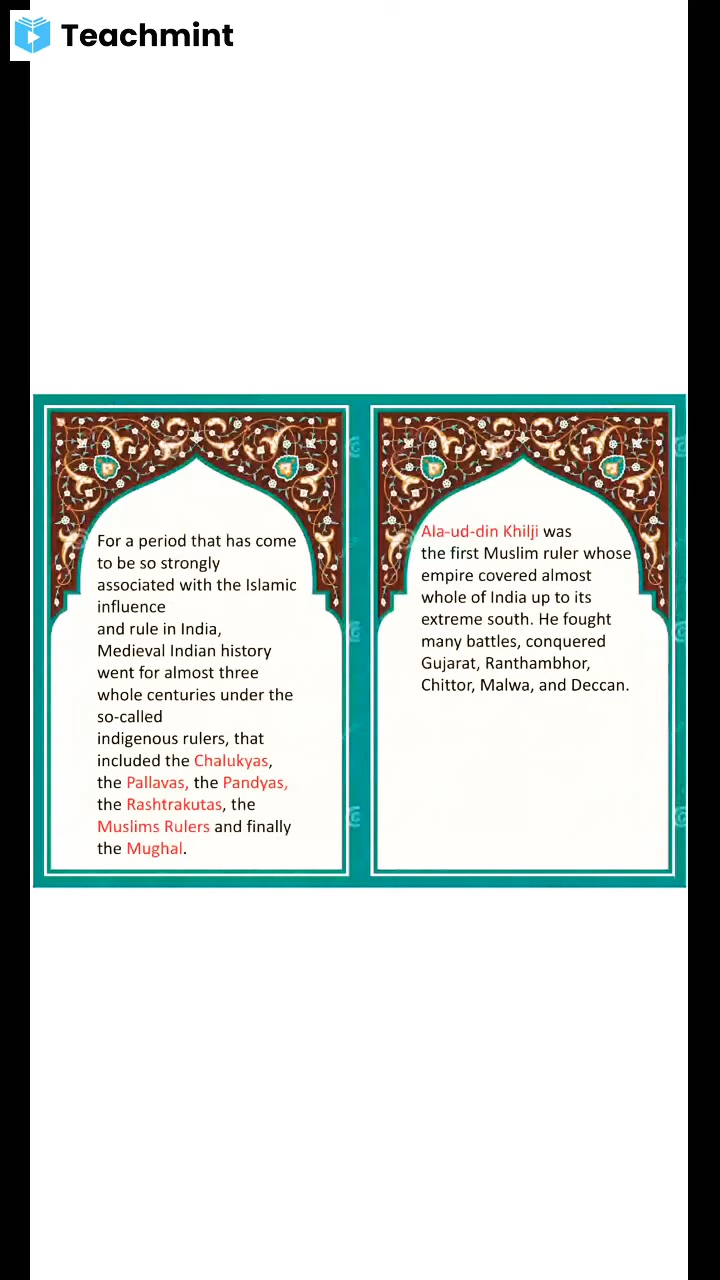 Teachmint
For a period that has come
to be so strongly
associated with the Islamic
influence
and rule in India,
Medieval Indian history
went for almost three
whole centuries under the
so-called
indigenous rulers, that
included the Chalukyas,
the Pallavas, the Pandyas,
the Rashtrakutas, the
Muslims Rulers and finally
the Mughal.
Ala-ud-din Khilji was
the first Muslim ruler whose
empire covered almost
whole of India up to its
extreme south. He fought
many battles, conquered
Gujarat, Ranthambhor,
Chittor, Malwa, and Deccan.